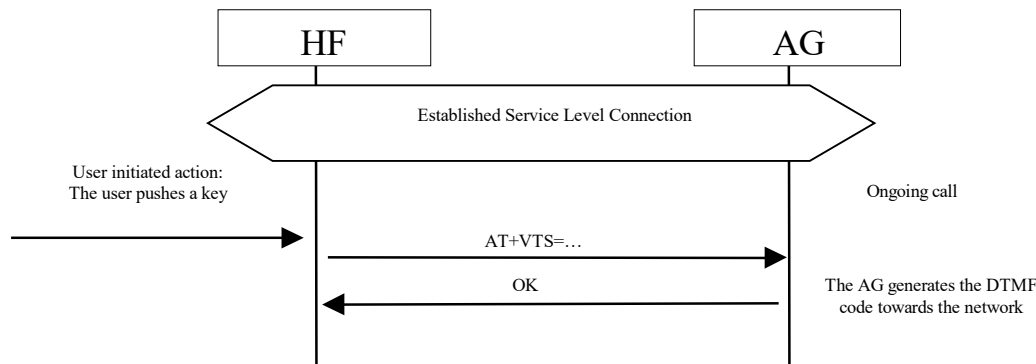 HF
AG
Established Service Level Connection
User initiated action:
The user pushes a key
Ongoing call
AT+VTS=…
OK
The AG generates the DTMF
code towards the network